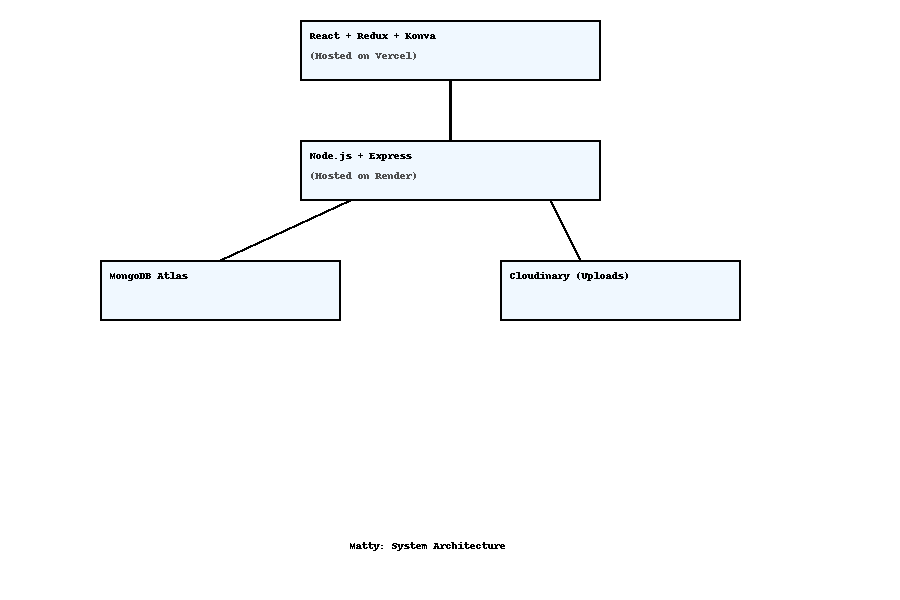 React + Redux + Konva
(Hosted on Vercel)
Node.js + Express
(Hosted on Render)
MongoDB Atlas
Cloudinary (Uploads)
Matty: System Architecture